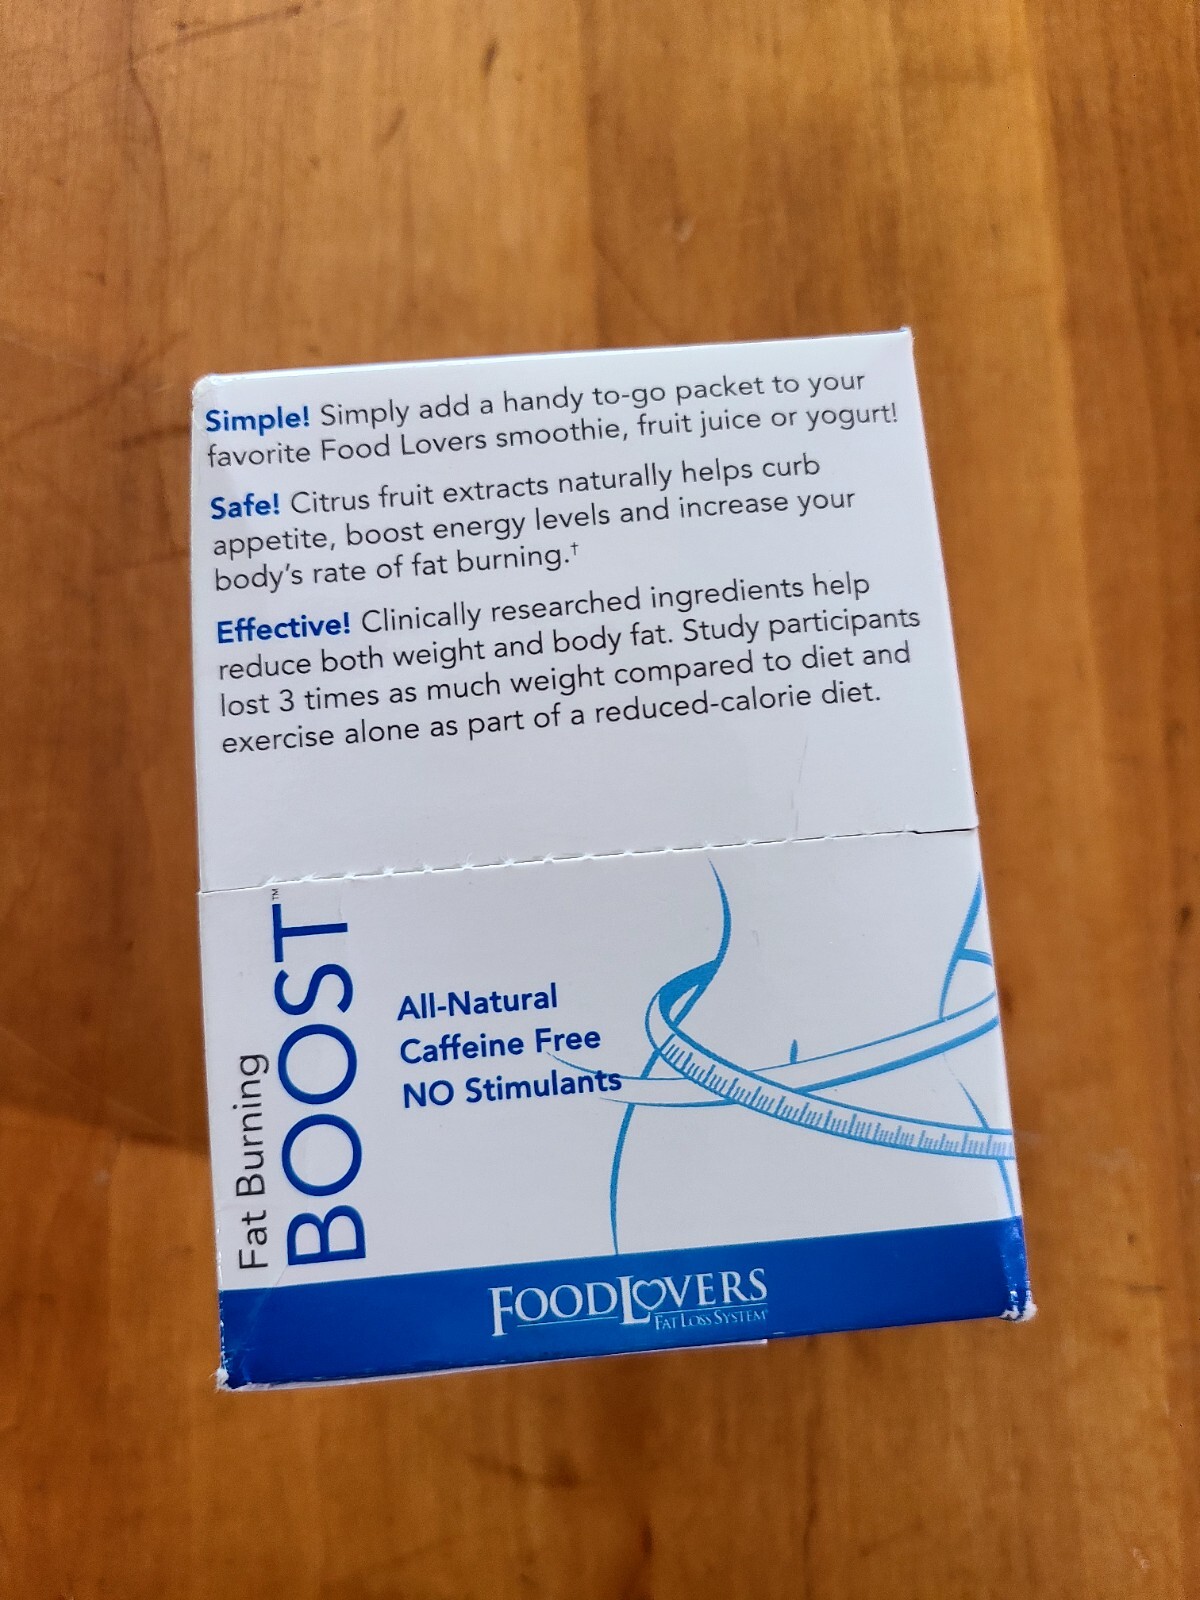 Simple! Simply add a handy to-go packet to your
favorite Food Lovers smoothie, fruit juice or yogurt!
Safe! Citrus fruit extracts naturally helps curb
appetite, boost energy levels and increase your
body's rate of fat burning.†
Effective! Clinically researched ingredients help
reduce both weight and body fat. Study participants
lost 3 times as much weight compared to diet and
exercise alone as part of a reduced-calorie diet.
Fat Burning
BOOST™
All-Natural
Caffeine Free
NO Stimulants
FOODLOVERS
FAT LOSS SYSTEM®